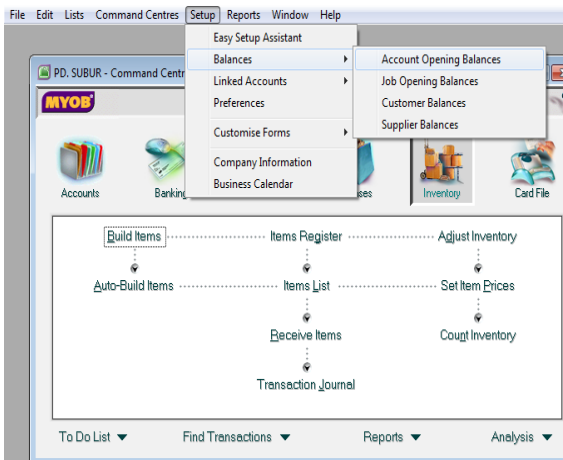 File Edit Lists Command Centres Setup Reports Window Help
Easy Setup Assistant
Balances
Linked Accounts
Preferences
Customise Forms
Company Information
Business Calendar
Account Opening Balances
Job Opening Balances
Customer Balances
Supplier Balances
PD. SUBUR - Command Centr
MYOB
Accounts
Banking
Inventory
Card File
Build Items Items Register Adjust Inventory
Auto-Build Items Items List Set Item Prices
Receive Items Count Inventory
Transaction Journal
To Do List Find Transactions Reports Analysis